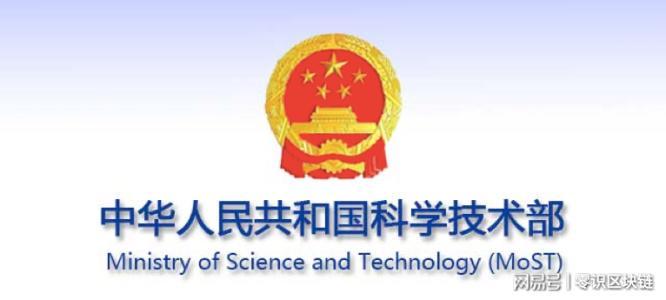 中华人民共和国科学技术部
Ministry of Science and Technology (MoST)
网易号 / 零识区块链